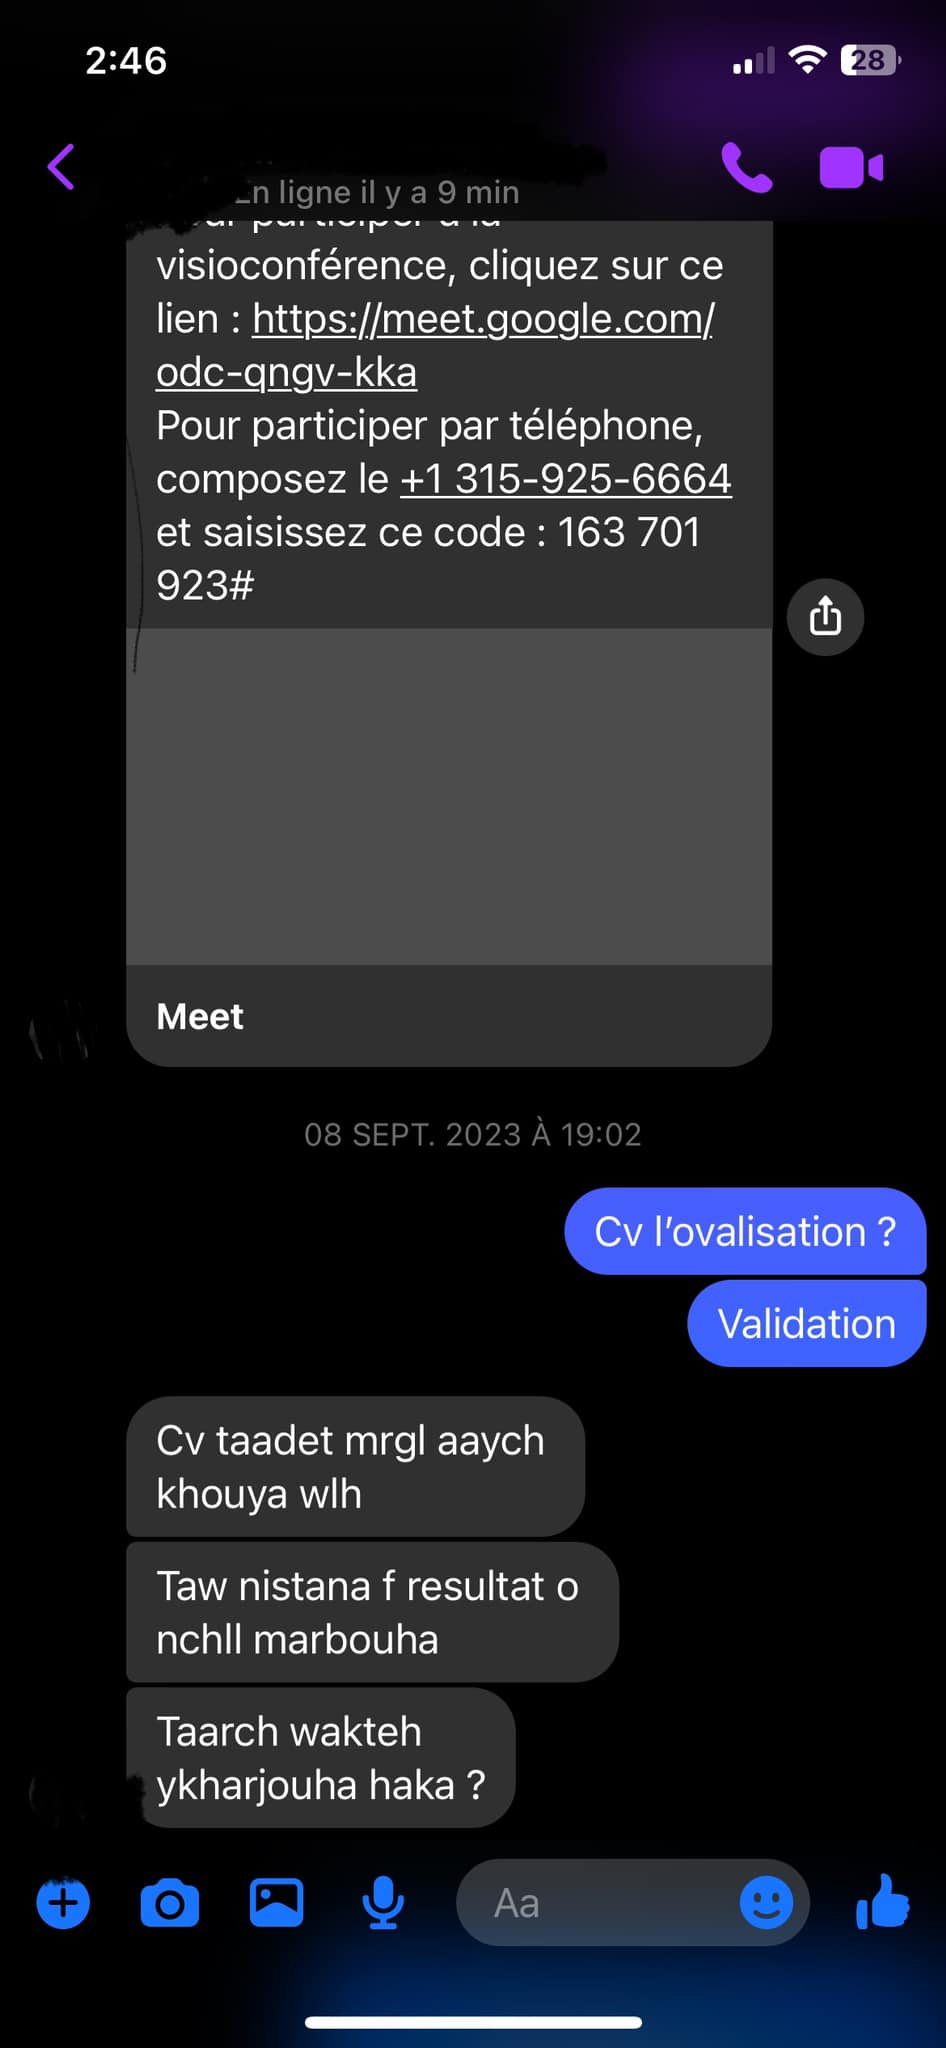 2:46
28
En ligne il y a 9 min
visioconférence, cliquez sur ce
lien : https://meet.google.com/
odc-qngv-kka
Pour participer par téléphone,
composez le +1 315-925-6664
et saisissez ce code : 163 701
923#
Meet
08 SEPT. 2023 À 19:02
Cv l’ovalisation ?
Validation
Cv taadet mrgl aaych
khouya wlh
Taw nistana f resultat o
nchll marbouha
Taarch wakteh
ykharjouha haka ?
Aa